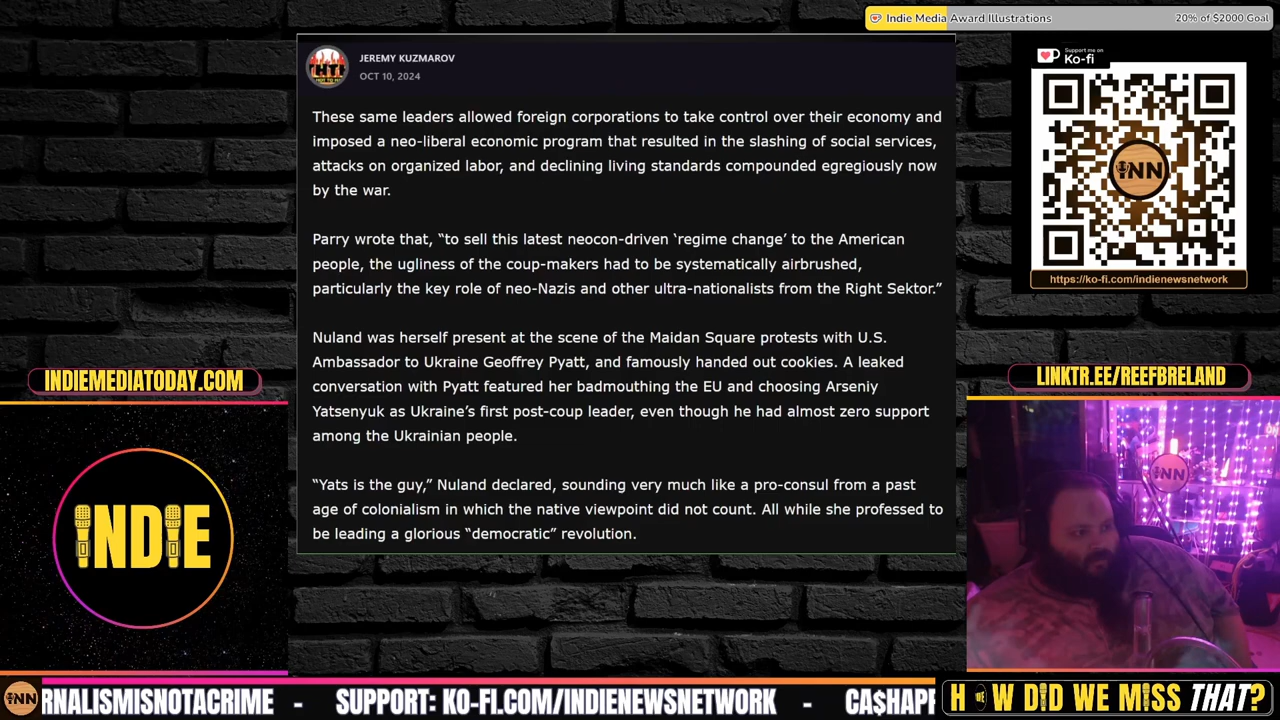 Indie Media Award Illustrations
20% of $2000 Goal
JEREMY KUZMAROV
OCT 10, 2024
These same leaders allowed foreign corporations to take control over their economy and
imposed a neo-liberal economic program that resulted in the slashing of social services,
attacks on organized labor, and declining living standards compounded egregiously now
by the war.
Parry wrote that, “to sell this latest neocon-driven ‘regime change’ to the American
people, the ugliness of the coup-makers had to be systematically airbrushed,
particularly the key role of neo-Nazis and other ultra-nationalists from the Right Sektor.”
Nuland was herself present at the scene of the Maidan Square protests with U.S.
Ambassador to Ukraine Geoffrey Pyatt, and famously handed out cookies. A leaked
conversation with Pyatt featured her badmouthing the EU and choosing Arseniy
Yatsenyuk as Ukraine’s first post-coup leader, even though he had almost zero support
among the Ukrainian people.
“Yats is the guy,” Nuland declared, sounding very much like a pro-consul from a past
age of colonialism in which the native viewpoint did not count. All while she professed to
be leading a glorious “democratic” revolution.
Support me on
Ko-fi
iNN
https://ko-fi.com/indienewsnetwork
INDIEMEDIATODAY.COM
LINKTR.EE/REEFBRELAND
INDIE
iNN
iNN
RNALISMISNOTACRIME - SUPPORT: KO-FI.COM/INDIENEWSNETWORK - CA$HAPP
HOW DID WE MISS THAT?